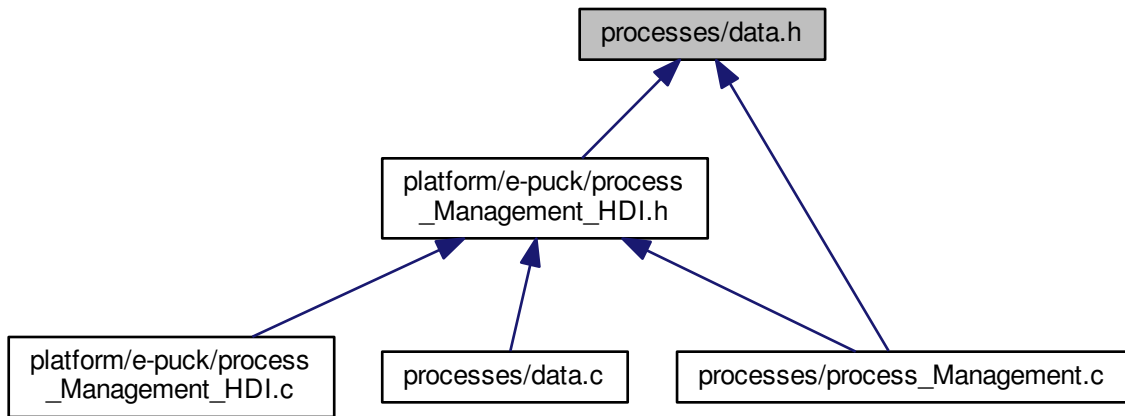 processes/data.h
platform/e-puck/process
_Management_HDI.h
platform/e-puck/process
_Management_HDI.c
processes/data.c
processes/process_Management.c